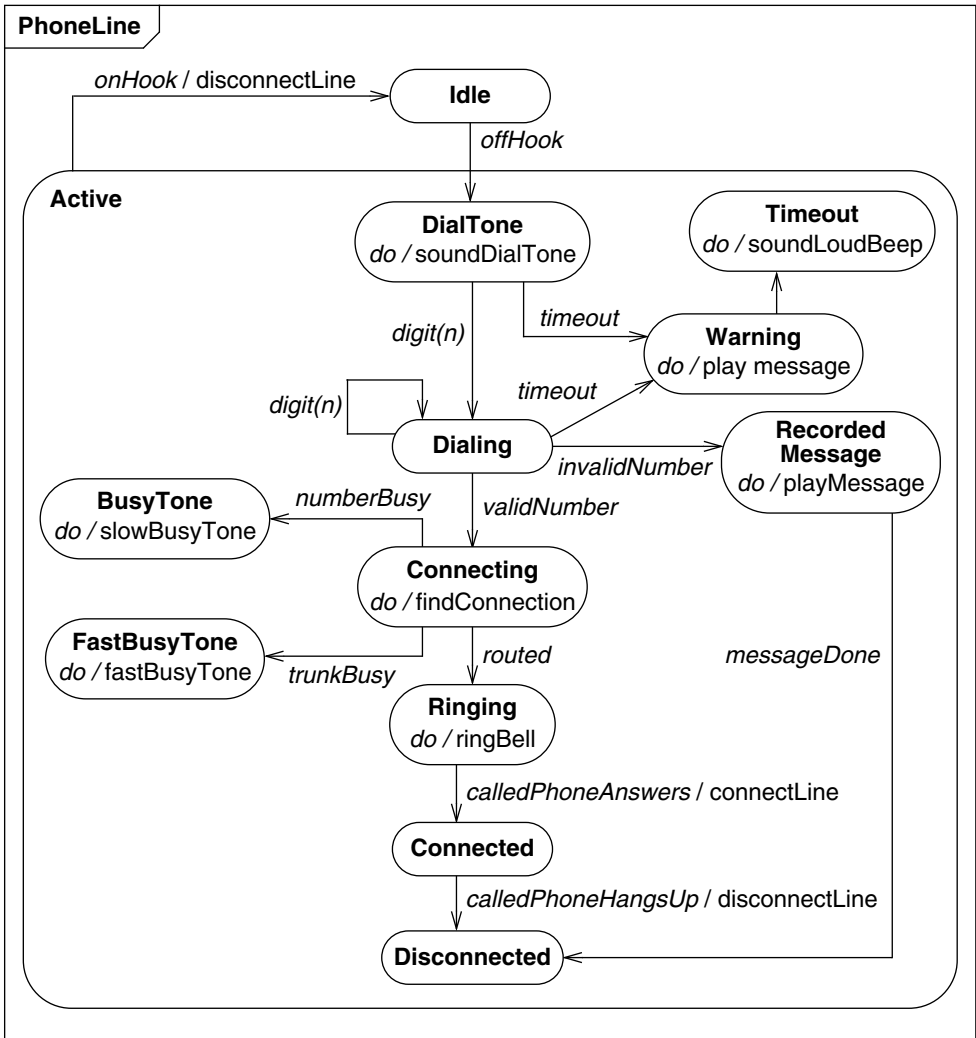 PhoneLine
onHook / disconnectLine
Idle
offHook
Active
DialTone
do / soundDialTone
Timeout
do / soundLoudBeep
digit(n)
timeout
Warning
do / play message
digit(n)
timeout
Dialing
invalidNumber
Recorded
Message
do / playMessage
BusyTone
do / slowBusyTone
numberBusy
validNumber
Connecting
do / findConnection
FastBusyTone
do / fastBusyTone
trunkBusy
routed
messageDone
Ringing
do / ringBell
calledPhoneAnswers / connectLine
Connected
calledPhoneHangsUp / disconnectLine
Disconnected